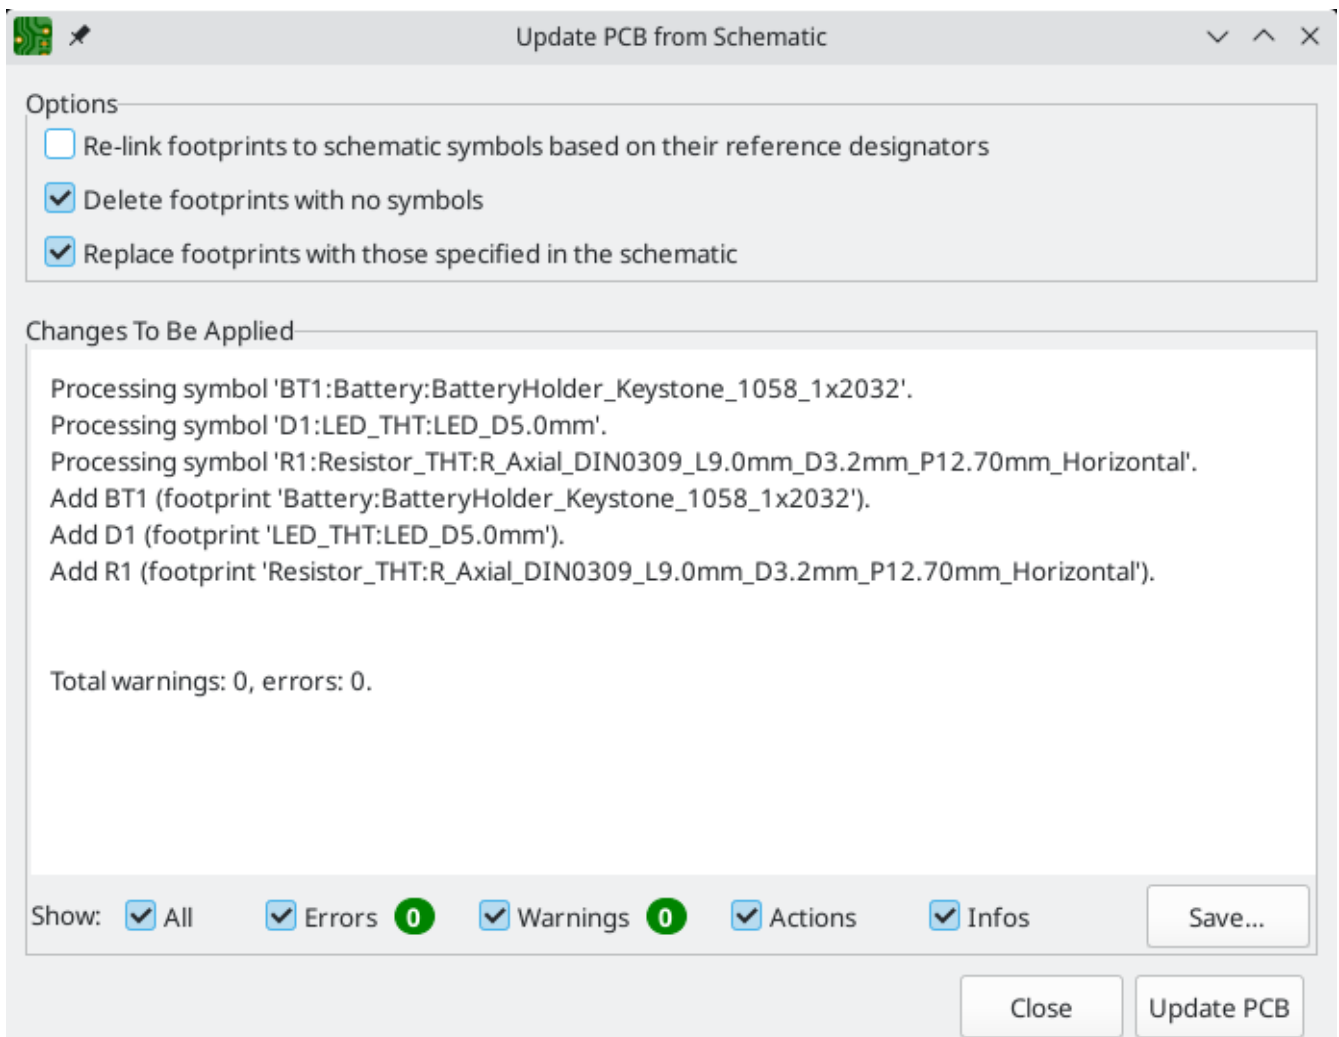 Update PCB from Schematic
Options
Re-link footprints to schematic symbols based on their reference designators
Delete footprints with no symbols
Replace footprints with those specified in the schematic
Changes To Be Applied
Processing symbol 'BT1:Battery:BatteryHolder_Keystone_1058_1x2032'.
Processing symbol 'D1:LED_THT:LED_D5.0mm'.
Processing symbol 'R1:Resistor_THT:R_Axial_DIN0309_L9.0mm_D3.2mm_P12.70mm_Horizontal'.
Add BT1 (footprint 'Battery:BatteryHolder_Keystone_1058_1x2032').
Add D1 (footprint 'LED_THT:LED_D5.0mm').
Add R1 (footprint 'Resistor_THT:R_Axial_DIN0309_L9.0mm_D3.2mm_P12.70mm_Horizontal').
Total warnings: 0, errors: 0.
Show: All Errors 0 Warnings 0 Actions Infos Save...
Close Update PCB